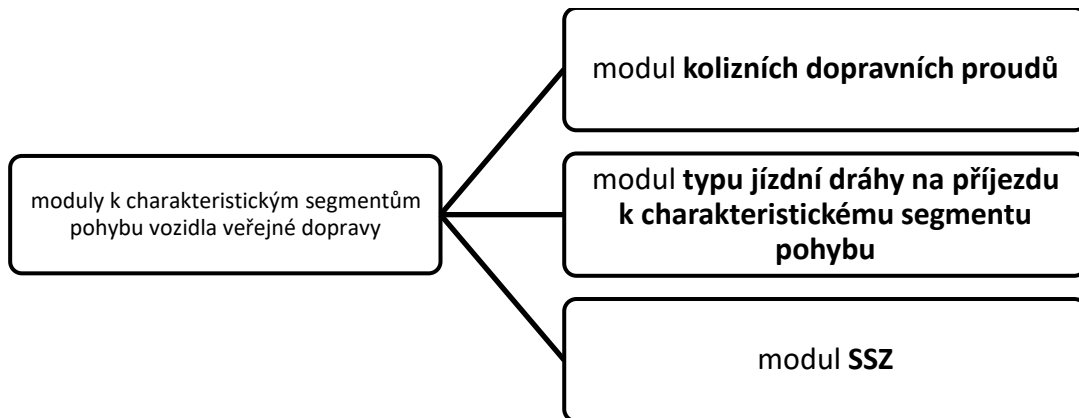 moduly k charakteristickým segmentům
pohybu vozidla veřejné dopravy
modul kolizních dopravních proudů
modul typu jízdní dráhy na příjezdu
k charakteristickému segmentu
pohybu
modul SSZ